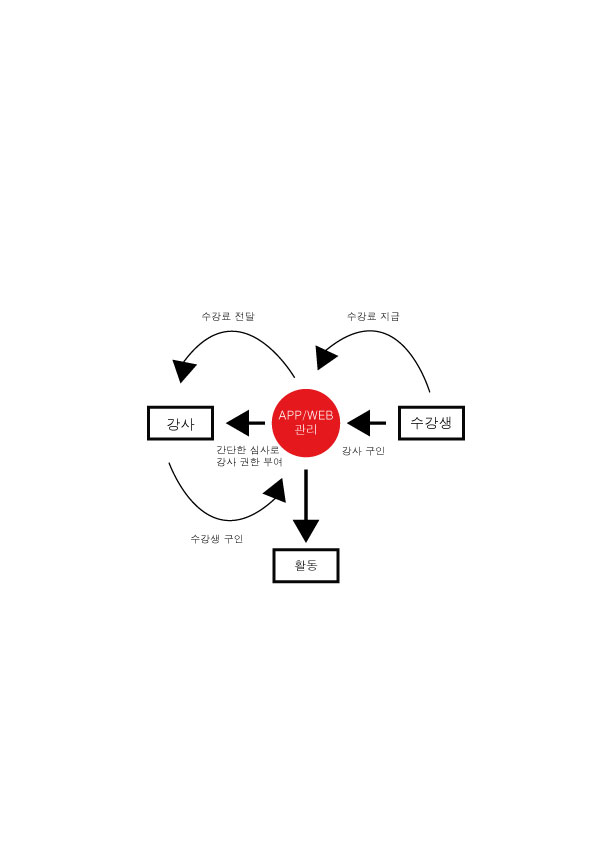 수강료 전달
수강료 지급
강사
APP/WEB
관리
수강생
간단한 심사로
강사 권한 부여
강사 구인
수강생 구인
활동